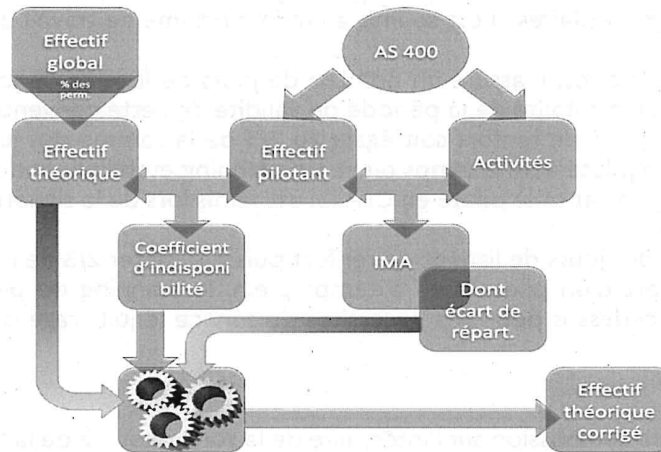 Effectif
global
% des
perm.
AS 400
Effectif
théorique
Effectif
pilotant
Activités
Coefficient
d'indisponi
bilité
IMA
Dont
écart de
répart.
Effectif
théorique
corrigé